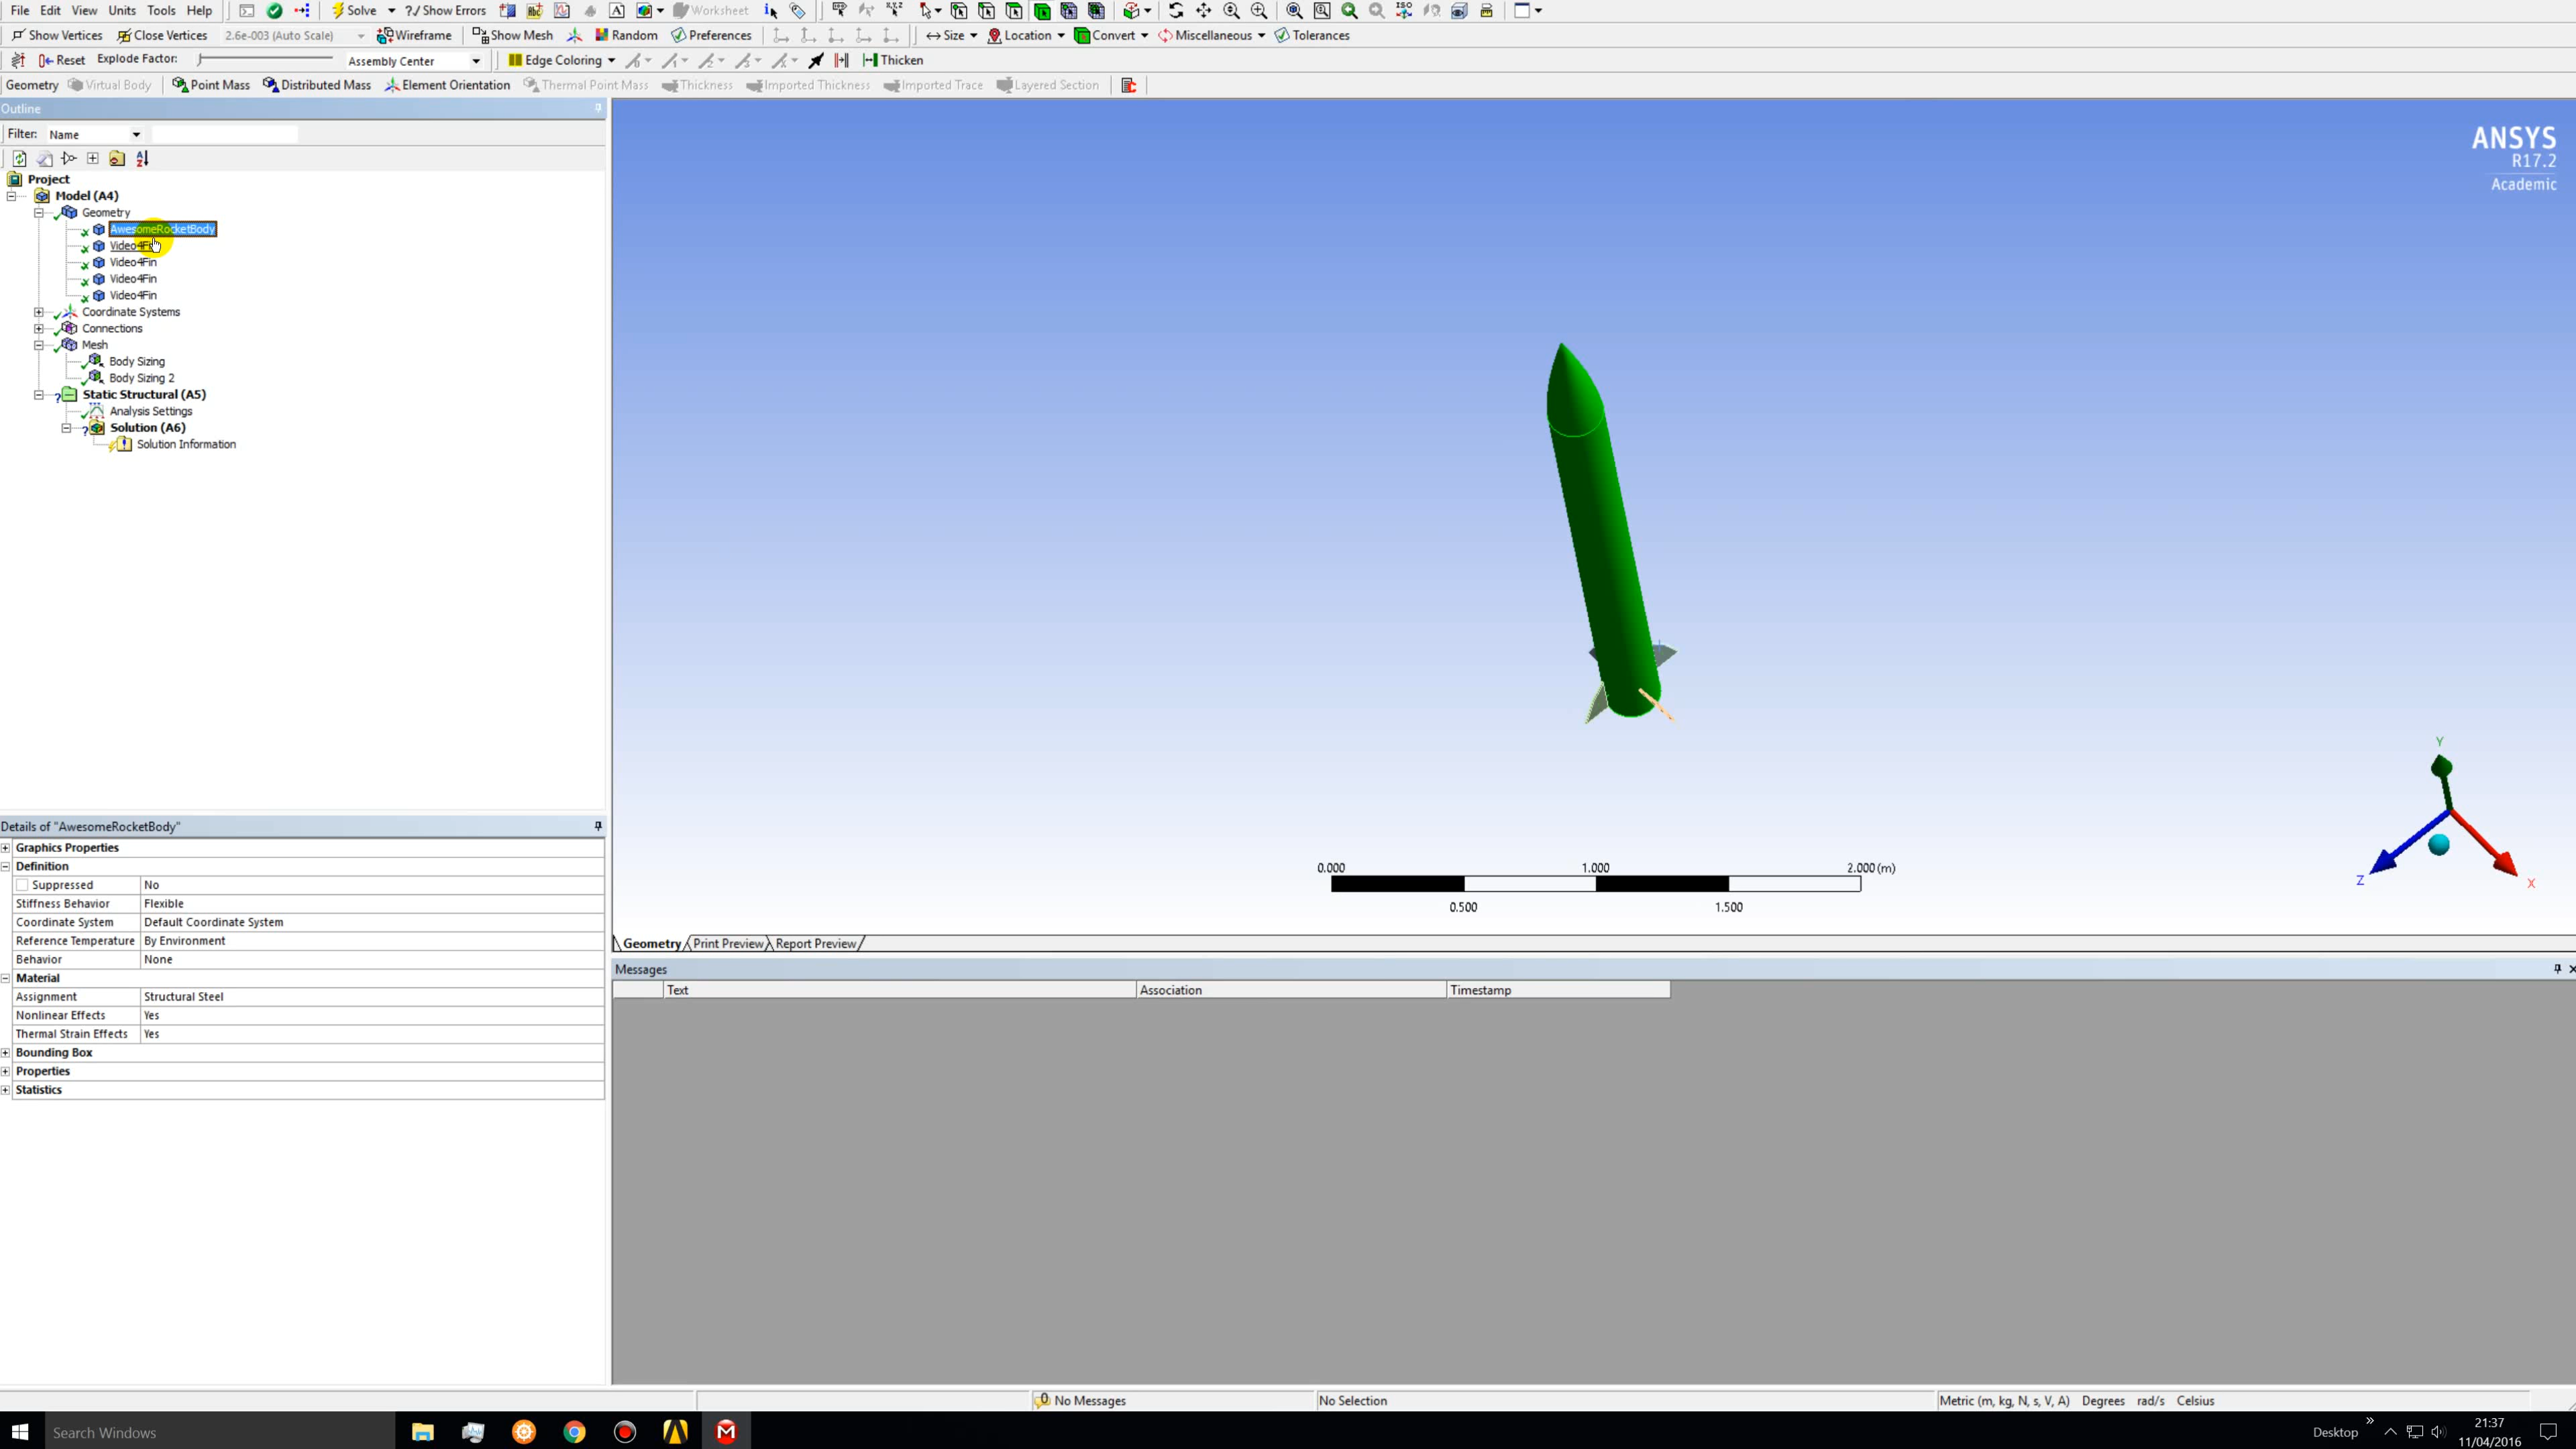 File Edit View Units Tools Help Solve ?/ Show Errors Worksheet
Show Vertices Close Vertices 2.6e-003 (Auto Scale) Wireframe Show Mesh Random Preferences Size Location Convert Miscellaneous Tolerances
Reset Explode Factor: Assembly Center Edge Coloring Thicken
Geometry Virtual Body Point Mass Distributed Mass Element Orientation Thermal Point Mass Thickness Imported Thickness Imported Trace Layered Section
Outline
Filter: Name
Project
Model (A4)
Geometry
AwesomeRocketBody
Video4Fin
Video4Fin
Video4Fin
Video4Fin
Coordinate Systems
Connections
Mesh
Body Sizing
Body Sizing 2
Static Structural (A5)
Analysis Settings
Solution (A6)
Solution Information
ANSYS
R17.2
Academic
Y
Z
X
0.000 1.000 2.000 (m)
0.500 1.500
Details of "AwesomeRocketBody"
Graphics Properties
Definition
Suppressed No
Stiffness Behavior Flexible
Coordinate System Default Coordinate System
Reference Temperature By Environment
Behavior None
Material
Assignment Structural Steel
Nonlinear Effects Yes
Thermal Strain Effects Yes
Bounding Box
Properties
Statistics
Geometry Print Preview Report Preview
Messages
Text Association Timestamp
No Messages No Selection Metric (m, kg, N, s, V, A) Degrees rad/s Celsius
Search Windows
Desktop
21:37
11/04/2016